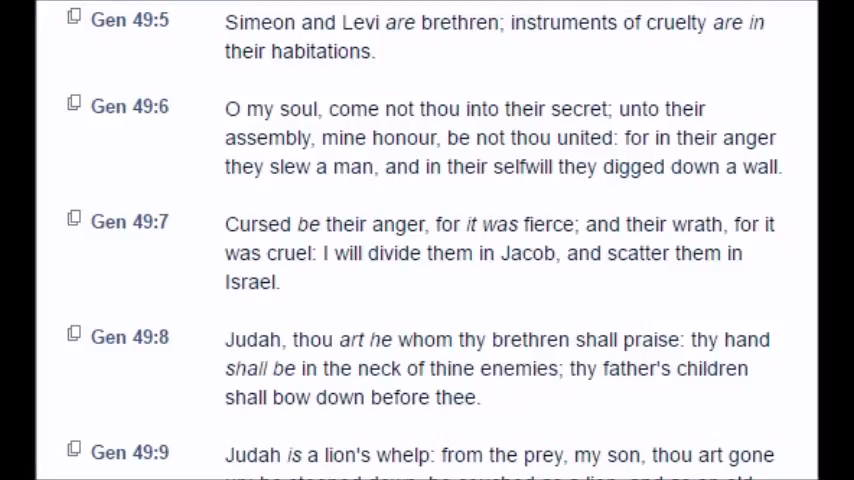 Gen 49:5 Simeon and Levi are brethren; instruments of cruelty are in
their habitations.
Gen 49:6 O my soul, come not thou into their secret; unto their
assembly, mine honour, be not thou united: for in their anger
they slew a man, and in their selfwill they digged down a wall.
Gen 49:7 Cursed be their anger, for it was fierce; and their wrath, for it
was cruel: I will divide them in Jacob, and scatter them in
Israel.
Gen 49:8 Judah, thou art he whom thy brethren shall praise: thy hand
shall be in the neck of thine enemies; thy father's children
shall bow down before thee.
Gen 49:9 Judah is a lion's whelp: from the prey, my son, thou art gone